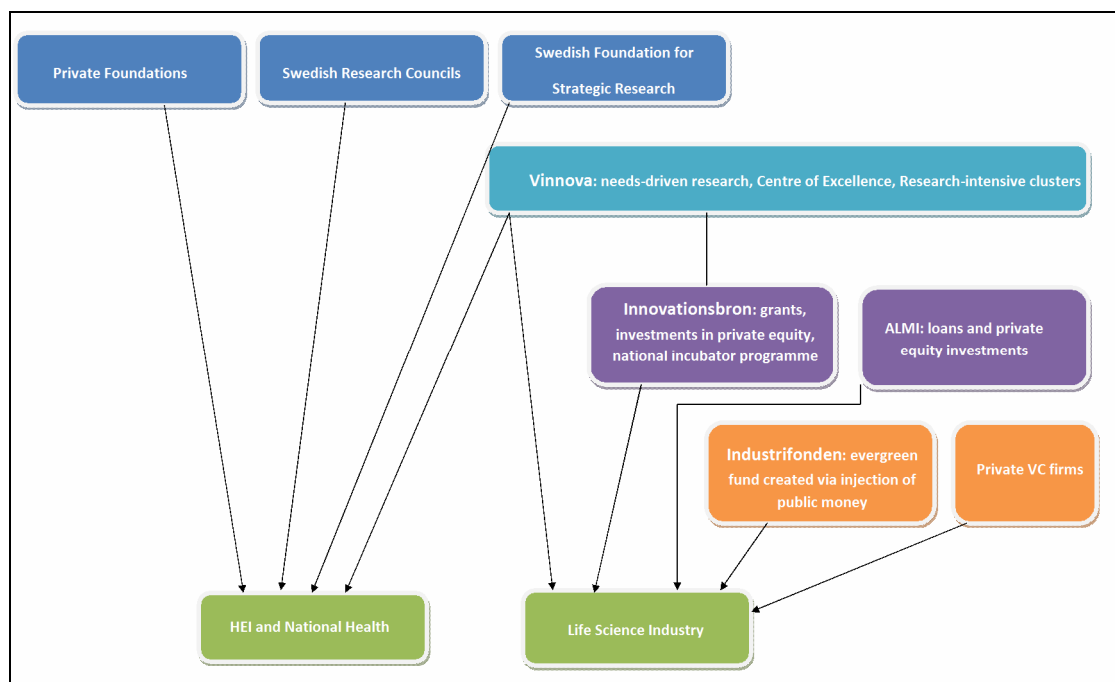 Private Foundations
Swedish Research Councils
Swedish Foundation for
Strategic Research
Vinnova: needs-driven research, Centre of Excellence, Research-intensive clusters
Innovationsbron: grants,
investments in private equity,
national incubator programme
ALMI: loans and private
equity investments
Industrifonden: evergreen
fund created via injection of
public money
Private VC firms
HEI and National Health
Life Science Industry